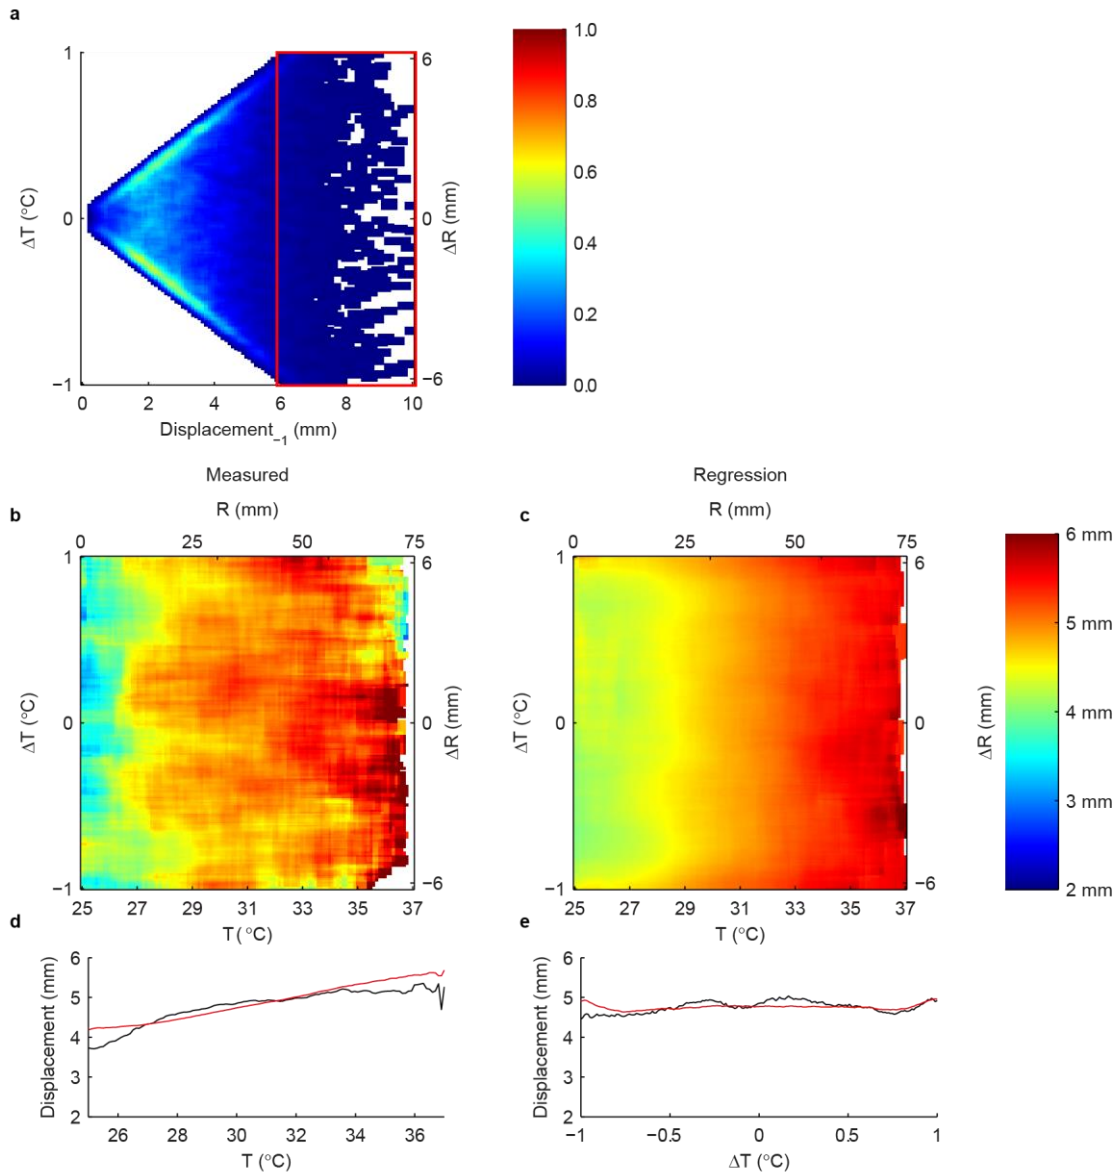 a
1
0
−1
ΔT (°C)
0
2
4
6
8
10
Displacement−1 (mm)
6
0
−6
ΔR (mm)
1.0
0.8
0.6
0.4
0.2
0.0
Measured
Regression
b
R (mm)
0
25
50
75
1
0
−1
ΔT (°C)
6
0
−6
ΔR (mm)
25
27
29
31
33
35
37
T( °C)
c
R (mm)
0
25
50
75
1
0
−1
ΔT (°C)
6
0
−6
ΔR (mm)
25
27
29
31
33
35
37
T (°C)
6 mm
5 mm
4 mm
3 mm
2 mm
d
Displacement (mm)
6
5
4
3
2
26
28
30
32
34
36
T (°C)
e
Displacement (mm)
6
5
4
3
2
−1
−0.5
0
0.5
1
ΔT (°C)